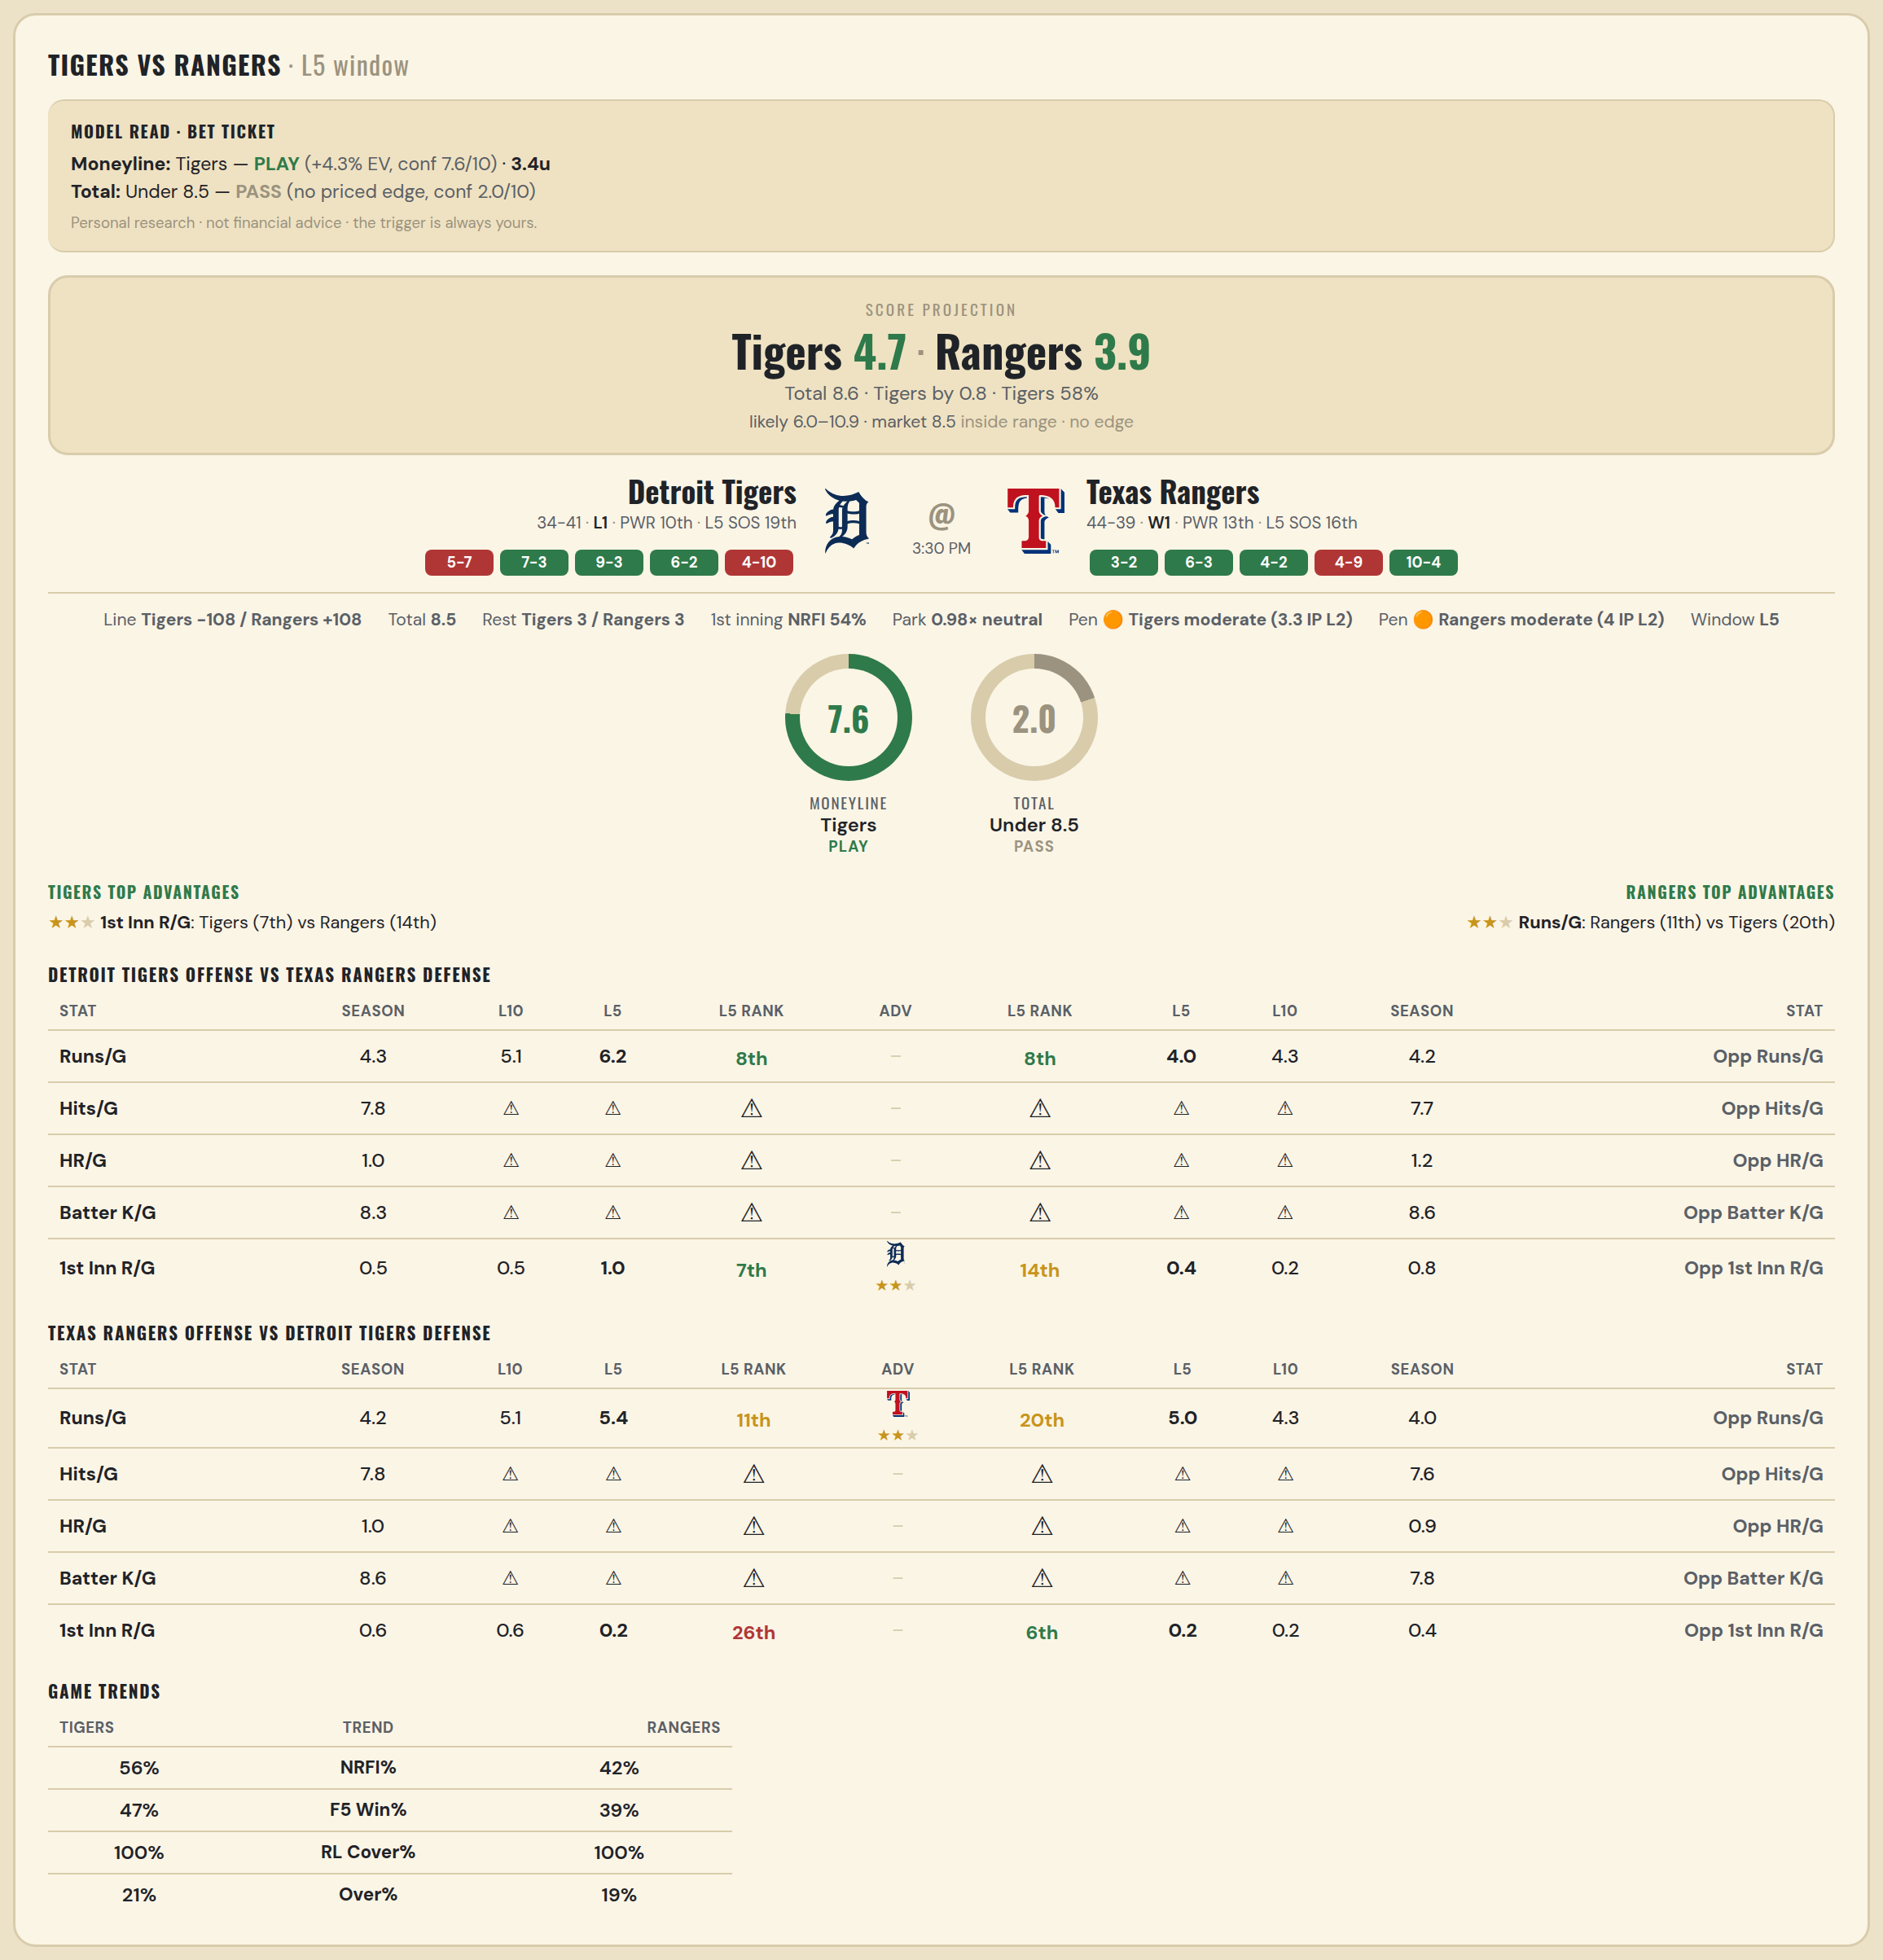 TIGERS VS RANGERS · L5 window
MODEL READ · BET TICKET
Moneyline: Tigers — PLAY (+4.3% EV, conf 7.6/10) · 3.4u
Total: Under 8.5 — PASS (no priced edge, conf 2.0/10)
Personal research · not financial advice · the trigger is always yours.
SCORE PROJECTION
Tigers 4.7 · Rangers 3.9
Total 8.6 · Tigers by 0.8 · Tigers 58%
likely 6.0–10.9 · market 8.5 inside range · no edge
Detroit Tigers
34-41 · L1 · PWR 10th · L5 SOS 19th
5-7 7-3 9-3 6-2 4-10
@
3:30 PM
Texas Rangers
44-39 · W1 · PWR 13th · L5 SOS 16th
3-2 6-3 4-2 4-9 10-4
Line Tigers -108 / Rangers +108 Total 8.5 Rest Tigers 3 / Rangers 3 1st inning NRFI 54% Park 0.98× neutral Pen 🟠 Tigers moderate (3.3 IP L2) Pen 🟠 Rangers moderate (4 IP L2) Window L5
7.6
MONEYLINE
Tigers
PLAY
2.0
TOTAL
Under 8.5
PASS
TIGERS TOP ADVANTAGES
★★★ 1st Inn R/G: Tigers (7th) vs Rangers (14th)
RANGERS TOP ADVANTAGES
★★★ Runs/G: Rangers (11th) vs Tigers (20th)
DETROIT TIGERS OFFENSE VS TEXAS RANGERS DEFENSE
STAT SEASON L10 L5 L5 RANK ADV L5 RANK L5 L10 SEASON STAT
Runs/G 4.3 5.1 6.2 8th – 8th 4.0 4.3 4.2 Opp Runs/G
Hits/G 7.8 ⚠ ⚠ ⚠ – ⚠ ⚠ ⚠ 7.7 Opp Hits/G
HR/G 1.0 ⚠ ⚠ ⚠ – ⚠ ⚠ ⚠ 1.2 Opp HR/G
Batter K/G 8.3 ⚠ ⚠ ⚠ – ⚠ ⚠ ⚠ 8.6 Opp Batter K/G
1st Inn R/G 0.5 0.5 1.0 7th ★★★ 14th 0.4 0.2 0.8 Opp 1st Inn R/G
TEXAS RANGERS OFFENSE VS DETROIT TIGERS DEFENSE
STAT SEASON L10 L5 L5 RANK ADV L5 RANK L5 L10 SEASON STAT
Runs/G 4.2 5.1 5.4 11th ★★★ 20th 5.0 4.3 4.0 Opp Runs/G
Hits/G 7.8 ⚠ ⚠ ⚠ – ⚠ ⚠ ⚠ 7.6 Opp Hits/G
HR/G 1.0 ⚠ ⚠ ⚠ – ⚠ ⚠ ⚠ 0.9 Opp HR/G
Batter K/G 8.6 ⚠ ⚠ ⚠ – ⚠ ⚠ ⚠ 7.8 Opp Batter K/G
1st Inn R/G 0.6 0.6 0.2 26th – 6th 0.2 0.2 0.4 Opp 1st Inn R/G
GAME TRENDS
TIGERS TREND RANGERS
56% NRFI% 42%
47% F5 Win% 39%
100% RL Cover% 100%
21% Over% 19%